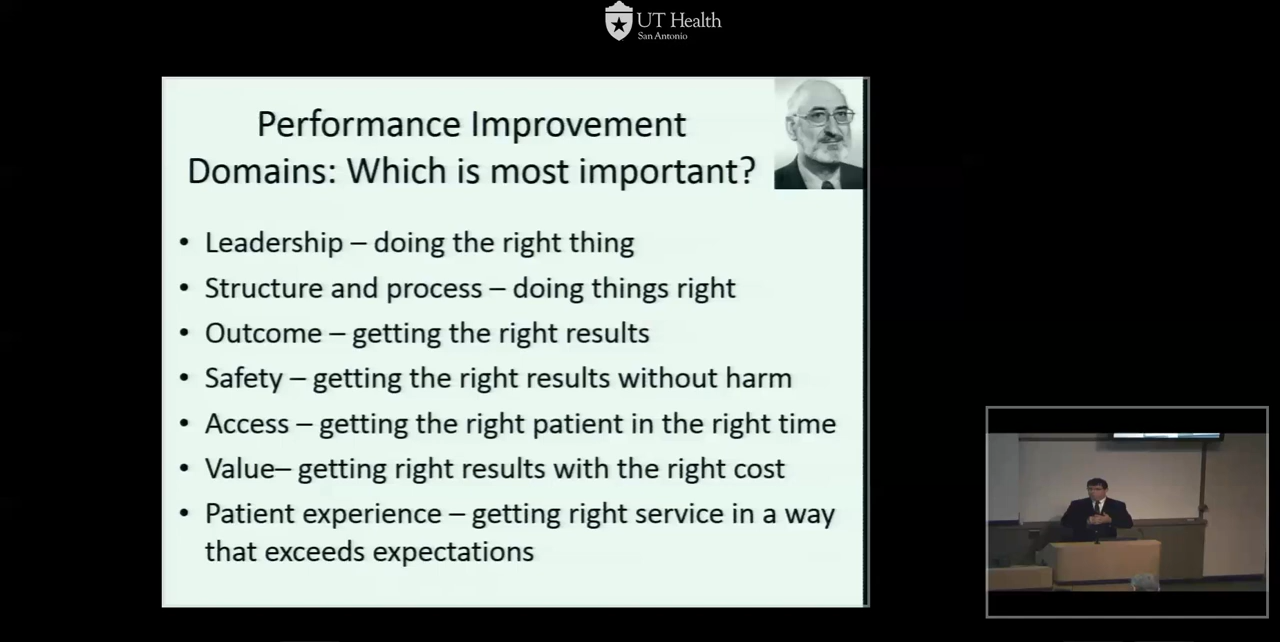 UT Health
San Antonio
Performance Improvement
Domains: Which is most important?
• Leadership – doing the right thing
• Structure and process – doing things right
• Outcome – getting the right results
• Safety – getting the right results without harm
• Access – getting the right patient in the right time
• Value– getting right results with the right cost
• Patient experience – getting right service in a way
that exceeds expectations